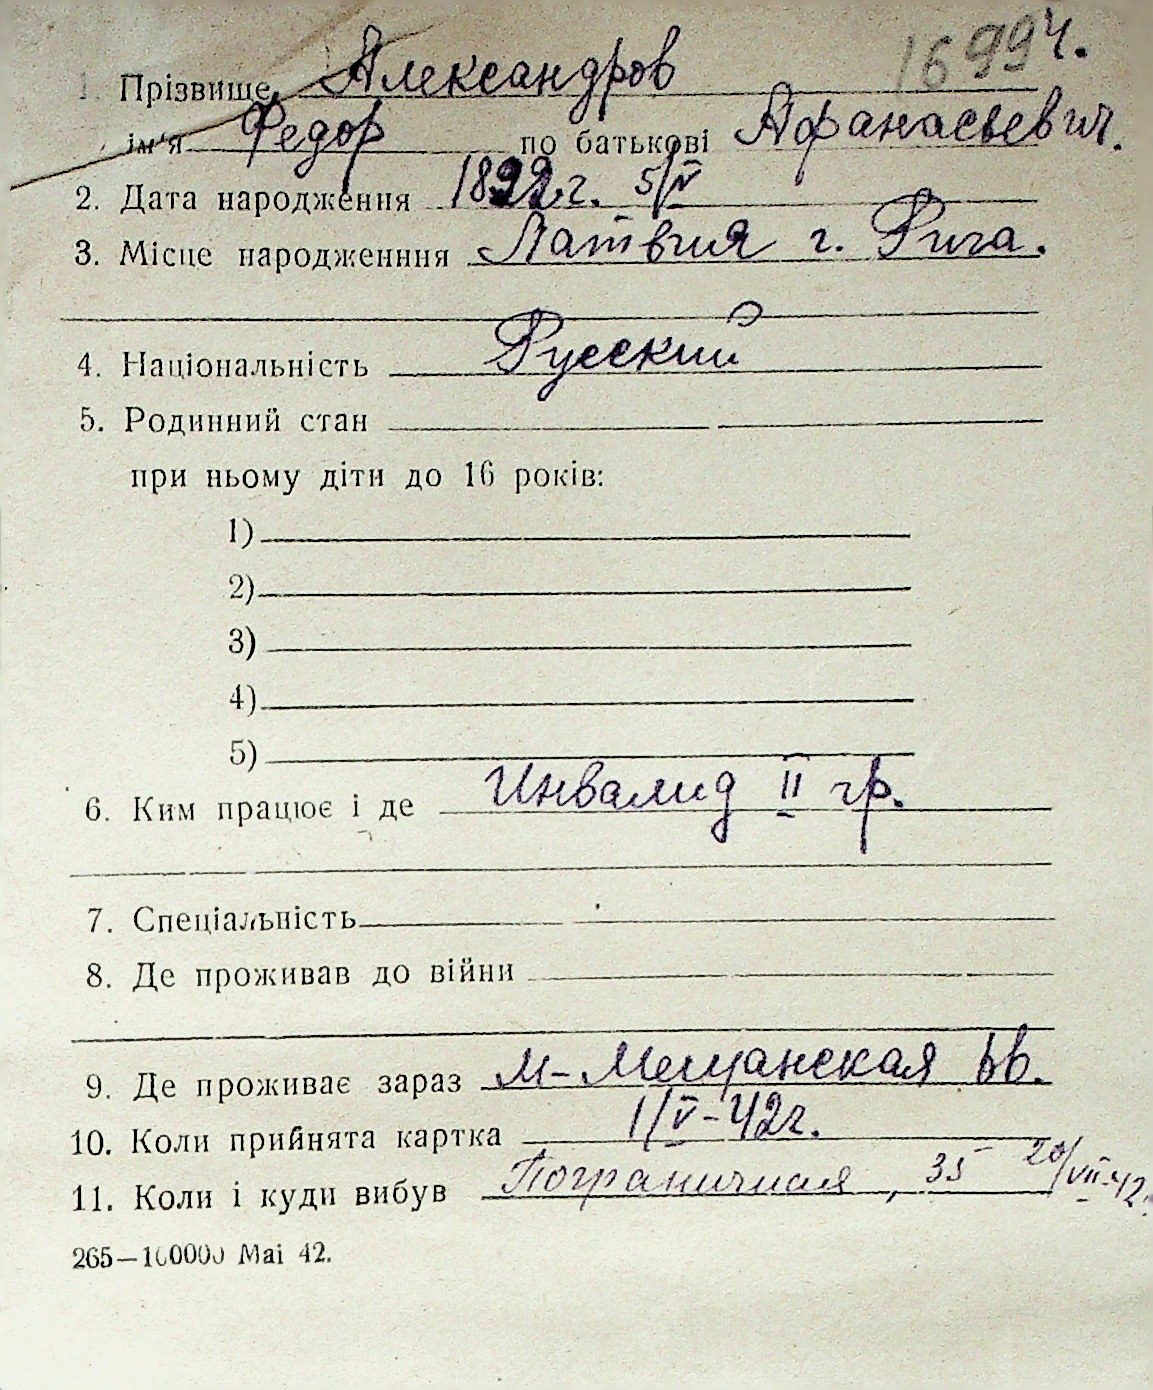 16994.
1. Прізвище Александров
ім'я Федор по батькові Афанасьевич.
2. Дата народження 1892г. 5/V
3. Місце народженння Латвия г. Рига.
4. Національність Русский
5. Родинний стан
при ньому діти до 16 років:
1)
2)
3)
4)
5)
6. Ким працює і де Инвалид II гр.
7. Спеціальність
8. Де проживав до війни
9. Де проживає зараз М-Мещанская
10. Коли прийнята картка 1/V-42г.
11. Коли і куди вибув Пограничная, 35 20/VII-42.
265—100000 Mai 42.